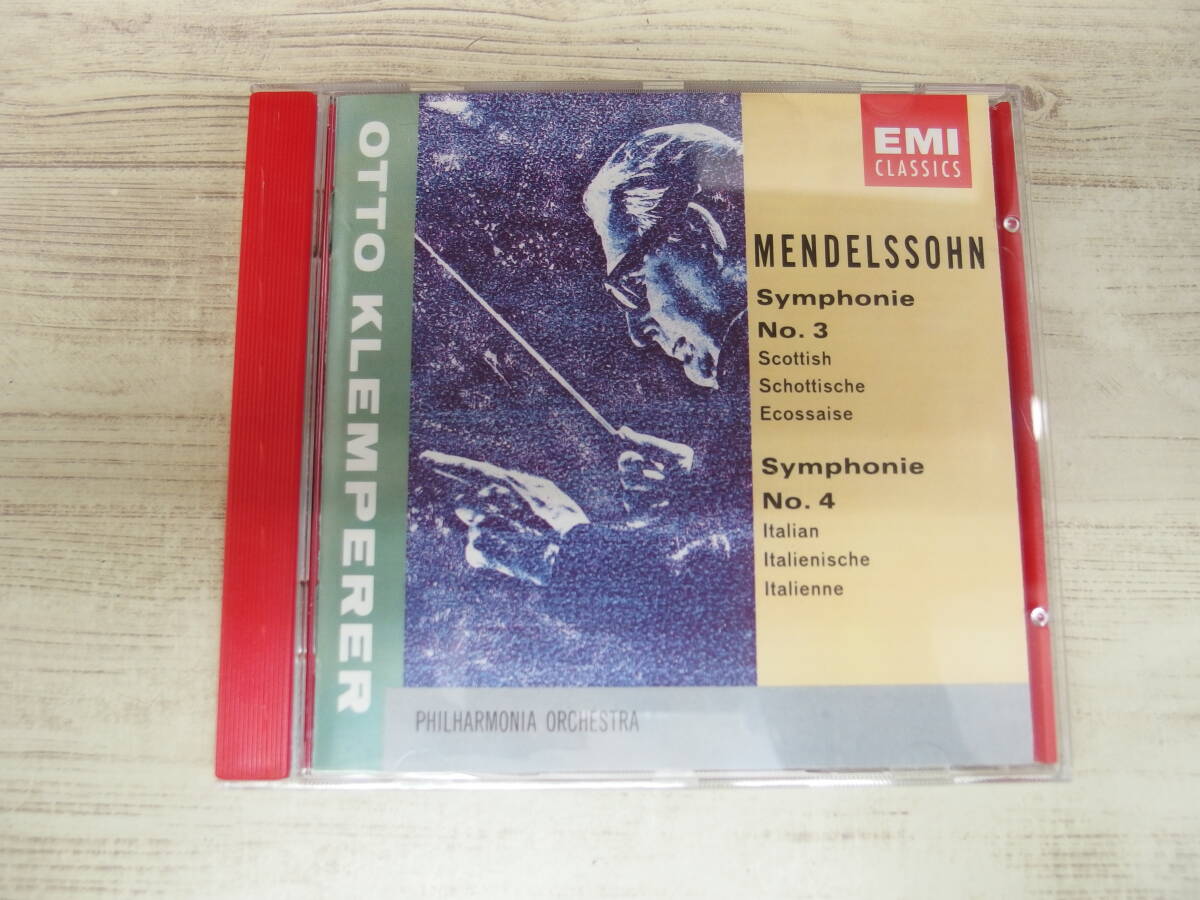 OTTO KLEMPERER
EMI
CLASSICS
MENDELSSOHN
Symphonie
No. 3
Scottish
Schottische
Ecossaise
Symphonie
No. 4
Italian
Italienische
Italienne
PHILHARMONIA ORCHESTRA